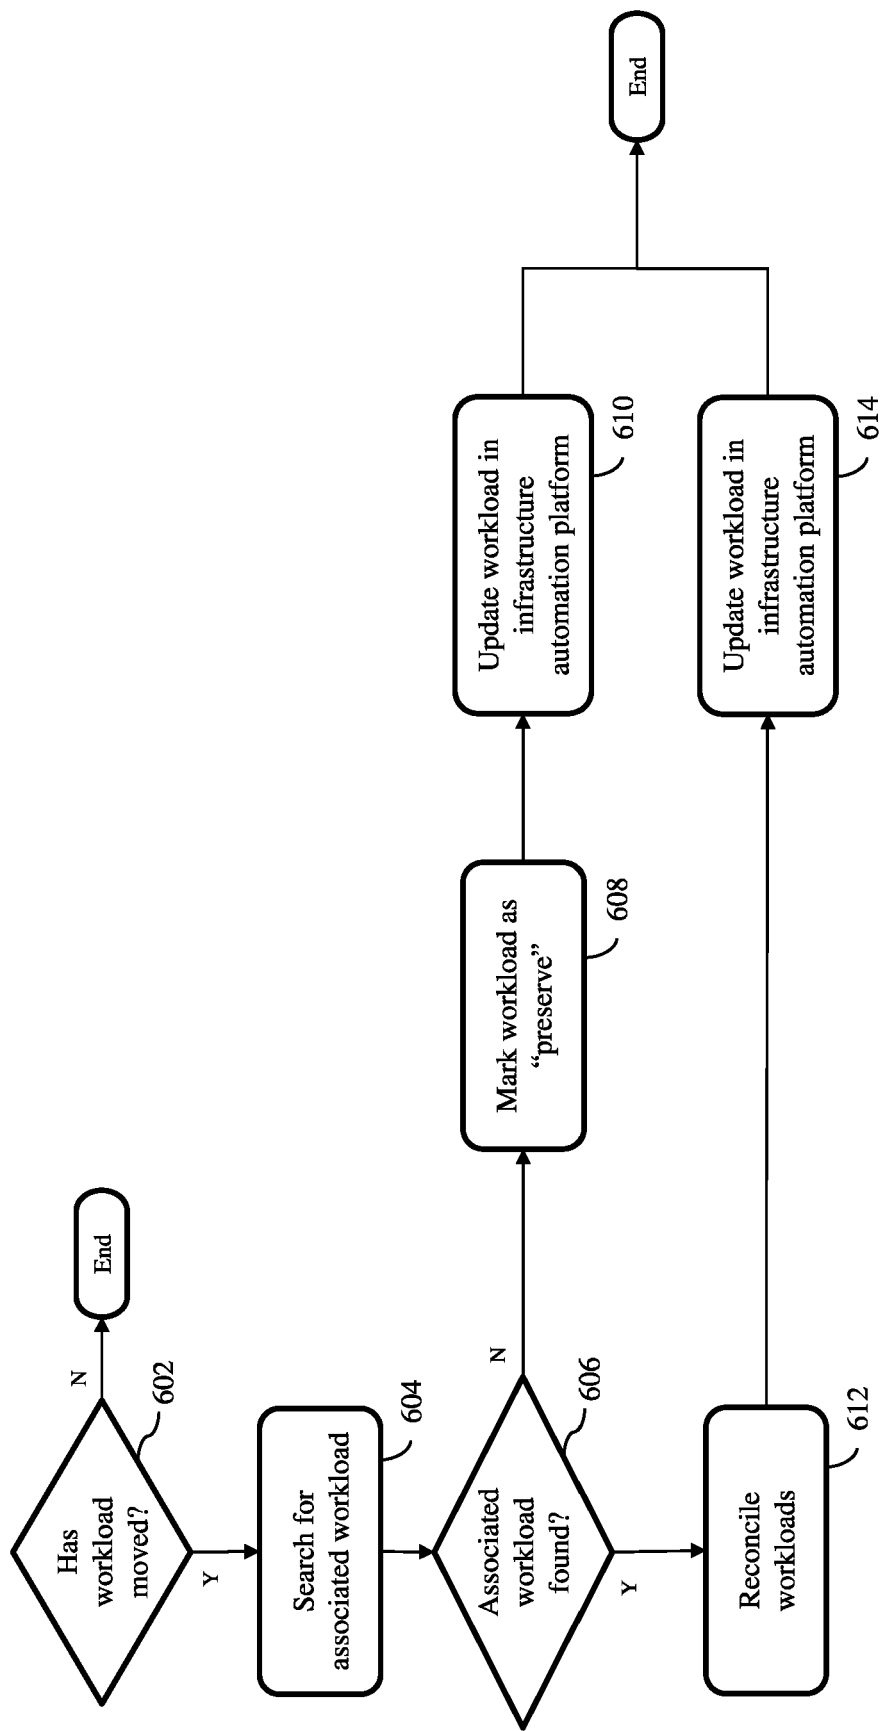 Has
workload
moved?
602
N
End
Y
Search for
associated workload
604
Associated
workload
found?
606
N
Mark workload as
“preserve”
608
Update workload in
infrastructure
automation platform
610
Y
Reconcile
workloads
612
Update workload in
infrastructure
automation platform
614
End